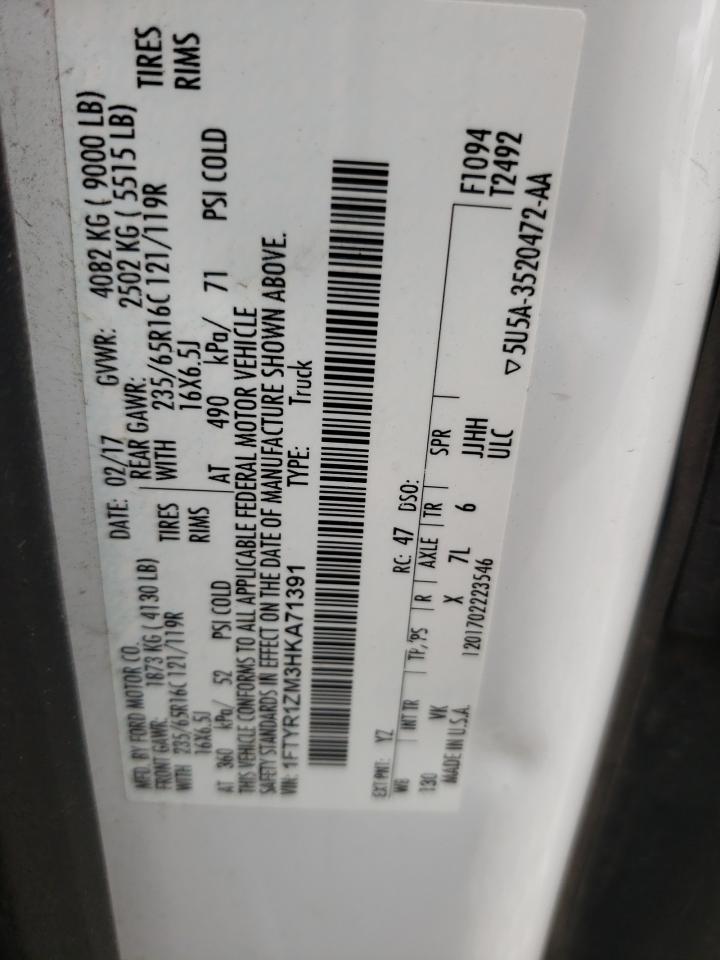 MFD. BY FORD MOTOR CO.
DATE: 02/17 GVWR: 4082 KG ( 9000 LB)
FRONT GAWR: 1873 KG ( 4130 LB)
REAR GAWR: 2502 KG ( 5515 LB)
WITH 235/65R16C 121/119R TIRES
WITH 235/65R16C 121/119R TIRES
16X6.5J RIMS
16X6.5J RIMS
AT 360 kPa/ 52 PSI COLD
AT 490 kPa/ 71 PSI COLD
THIS VEHICLE CONFORMS TO ALL APPLICABLE FEDERAL MOTOR VEHICLE
SAFETY STANDARDS IN EFFECT ON THE DATE OF MANUFACTURE SHOWN ABOVE.
VIN: 1FTYR1ZM3HKA71391 TYPE: Truck
EXT PNT: YZ RC: 47 DSO:
WB INT TR TP/PS R AXLE TR SPR
130 VK X 7L 6 JJHH
MADE IN U.S.A. 1201702223546 ULC
F1094
T2492
▽ 5U5A-3520472-AA